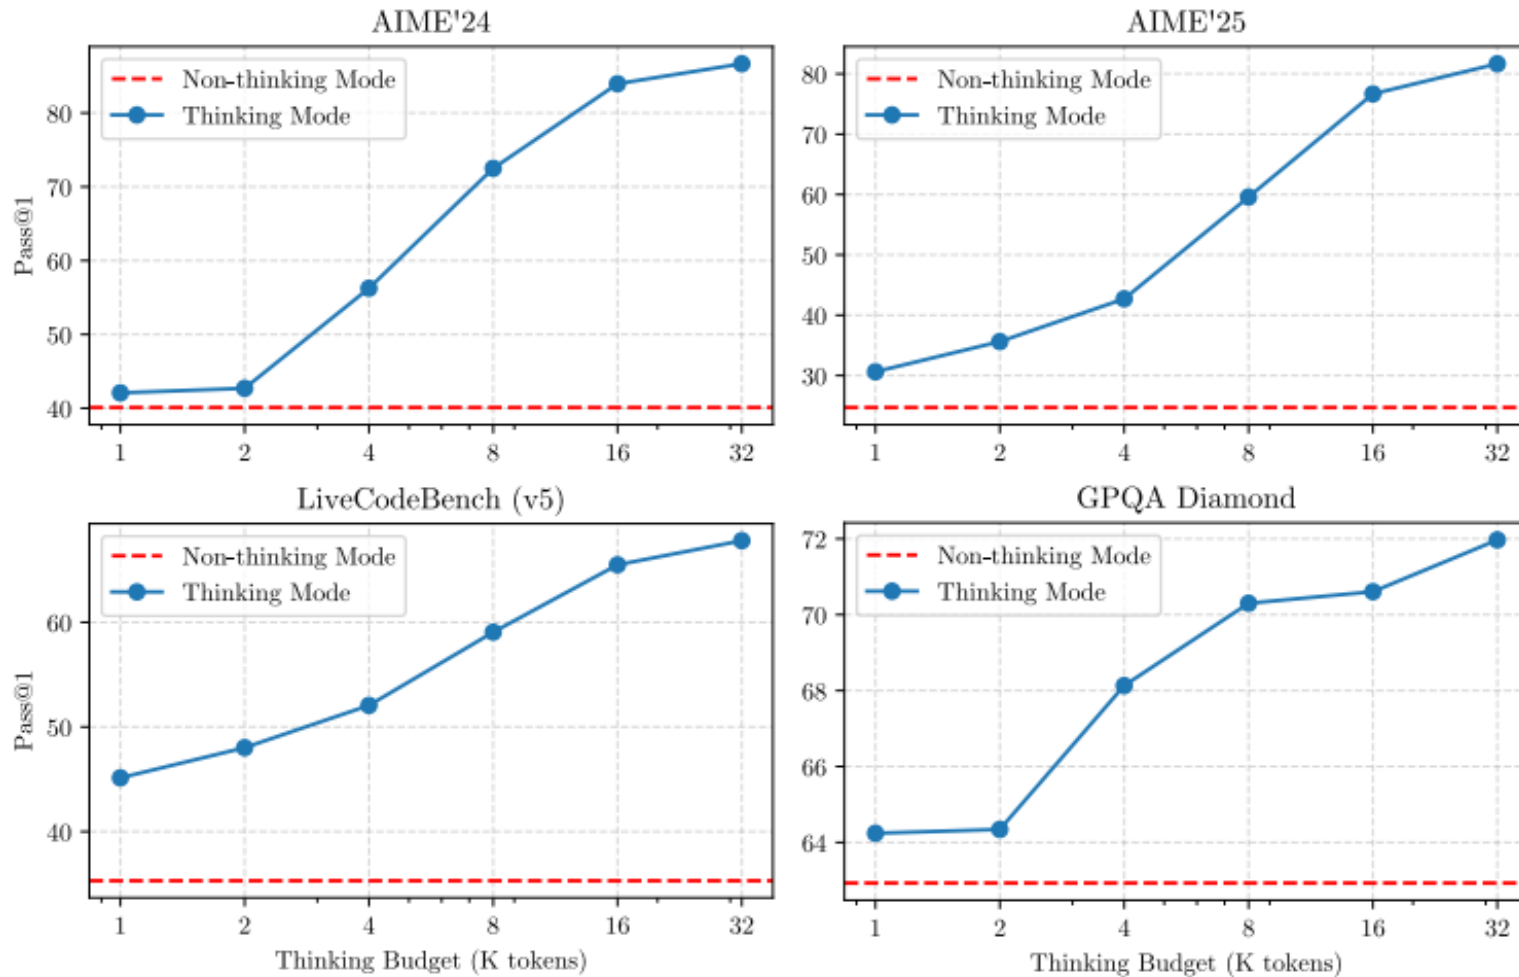 AIME'24
Non-thinking Mode
Thinking Mode
Pass@1
80
70
60
50
40
1 2 4 8 16 32
AIME'25
Non-thinking Mode
Thinking Mode
80
70
60
50
40
30
1 2 4 8 16 32
LiveCodeBench (v5)
Non-thinking Mode
Thinking Mode
Pass@1
60
50
40
1 2 4 8 16 32
Thinking Budget (K tokens)
GPQA Diamond
Non-thinking Mode
Thinking Mode
72
70
68
66
64
1 2 4 8 16 32
Thinking Budget (K tokens)